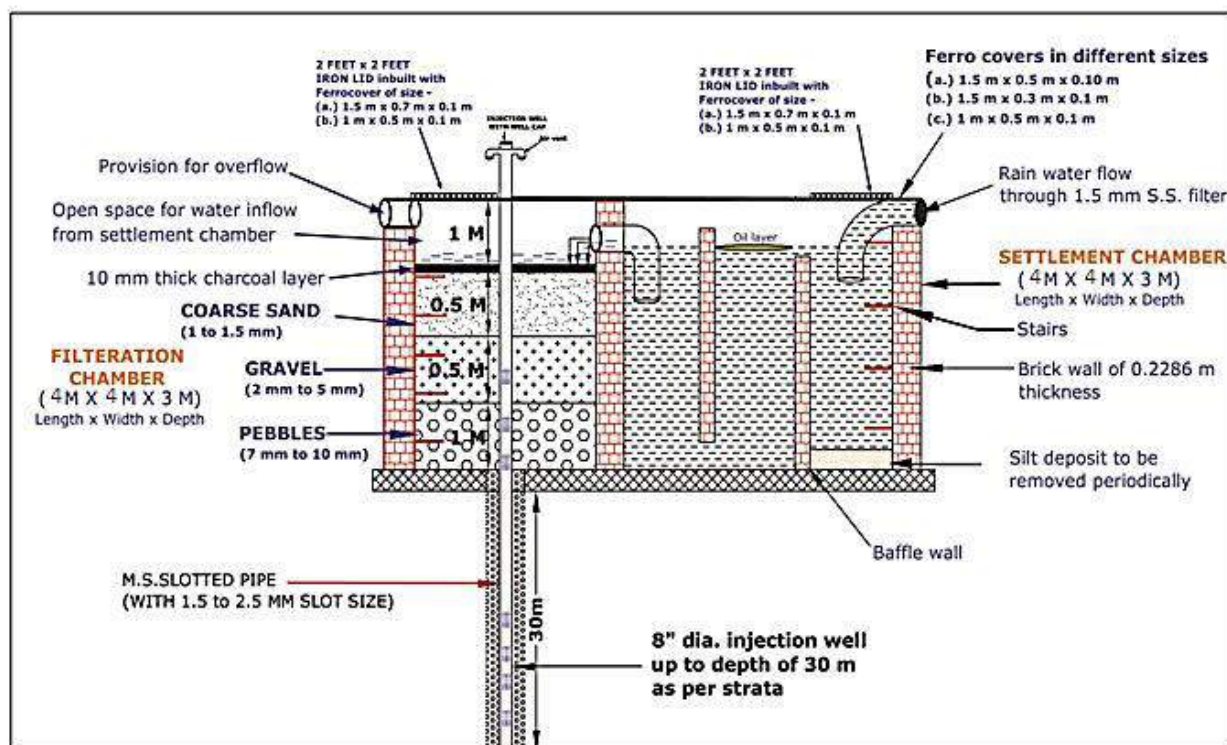 2 FEET x 2 FEET
IRON LID inbuilt with
Ferrocover of size -
(a.) 1.5 m x 0.7 m x 0.1 m
(b.) 1 m x 0.5 m x 0.1 m
INJECTION WELL
WITH WELL CAP
Air vent
2 FEET x 2 FEET
IRON LID inbuilt with
Ferrocover of size -
(a.) 1.5 m x 0.7 m x 0.1 m
(b.) 1 m x 0.5 m x 0.1 m
Ferro covers in different sizes
(a.) 1.5 m x 0.5 m x 0.10 m
(b.) 1.5 m x 0.3 m x 0.1 m
(c.) 1 m x 0.5 m x 0.1 m
Provision for overflow
Open space for water inflow
from settlement chamber
10 mm thick charcoal layer
COARSE SAND
(1 to 1.5 mm)
FILTERATION
CHAMBER
(4M X 4M X 3 M)
Length x Width x Depth
GRAVEL
(2 mm to 5 mm)
PEBBLES
(7 mm to 10 mm)
1 M
0.5 M
0.5 M
1 M
Oil layer
Rain water flow
through 1.5 mm S.S. filter
SETTLEMENT CHAMBER
(4M X 4M X 3M)
Length x Width x Depth
Stairs
Brick wall of 0.2286 m
thickness
Silt deposit to be
removed periodically
Baffle wall
M.S.SLOTTED PIPE
(WITH 1.5 to 2.5 MM SLOT SIZE)
30m
8" dia. injection well
up to depth of 30 m
as per strata